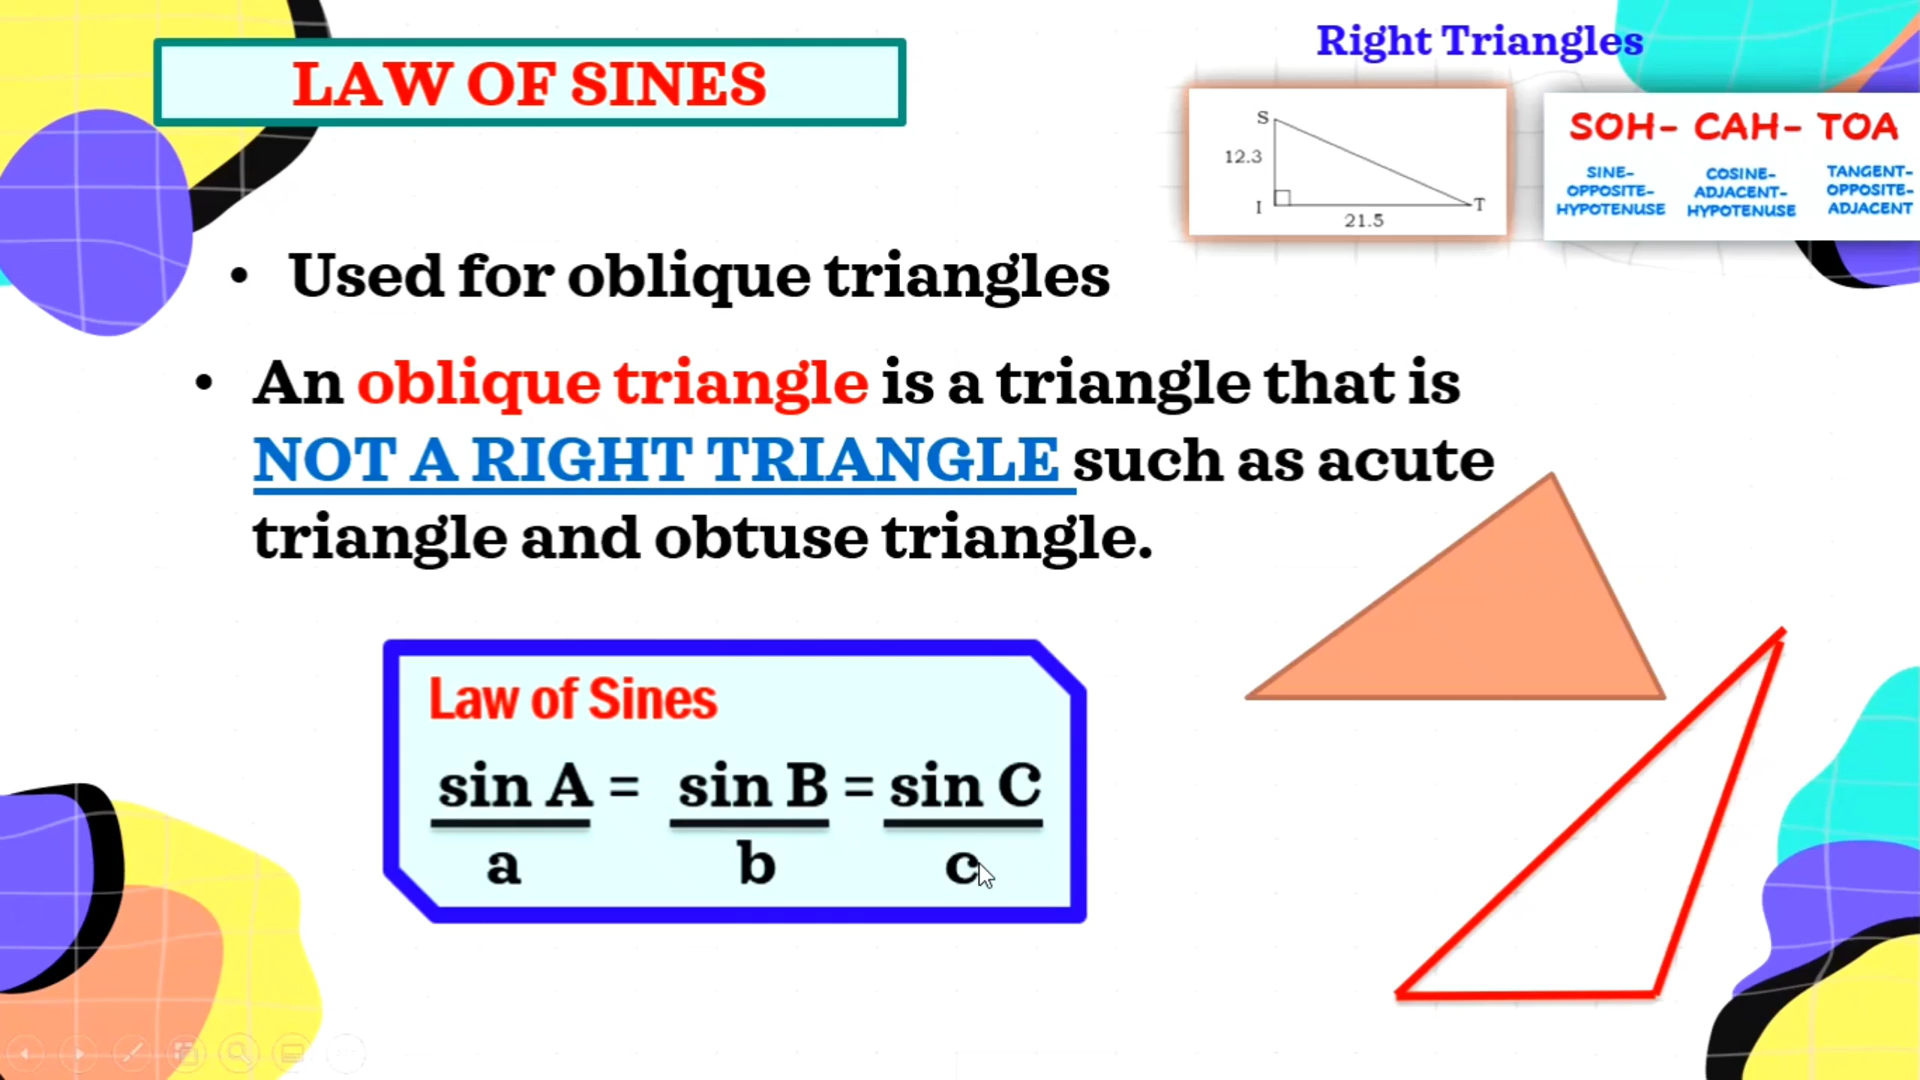 LAW OF SINES
Right Triangles
S
12.3
I
21.5
T
SOH- CAH- TOA
SINE-
OPPOSITE-
HYPOTENUSE
COSINE-
ADJACENT-
HYPOTENUSE
TANGENT-
OPPOSITE-
ADJACENT
• Used for oblique triangles
• An oblique triangle is a triangle that is
NOT A RIGHT TRIANGLE such as acute
triangle and obtuse triangle.
Law of Sines
sin A = sin B = sin C
a b c